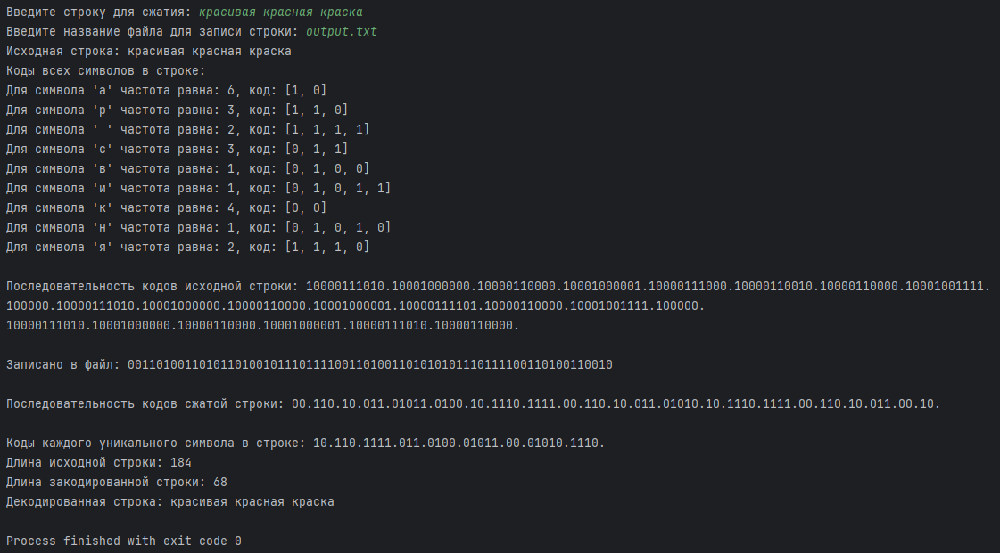 Введите строку для сжатия: красивая красная краска
Введите название файла для записи строки: output.txt
Исходная строка: красивая красная краска
Коды всех символов в строке:
Для символа 'а' частота равна: 6, код: [1, 0]
Для символа 'р' частота равна: 3, код: [1, 1, 0]
Для символа ' ' частота равна: 2, код: [1, 1, 1, 1]
Для символа 'с' частота равна: 3, код: [0, 1, 1]
Для символа 'в' частота равна: 1, код: [0, 1, 0, 0]
Для символа 'и' частота равна: 1, код: [0, 1, 0, 1, 1]
Для символа 'к' частота равна: 4, код: [0, 0]
Для символа 'н' частота равна: 1, код: [0, 1, 0, 1, 0]
Для символа 'я' частота равна: 2, код: [1, 1, 1, 0]
Последовательность кодов исходной строки: 10000111010.10001000000.10000110000.10001000001.10000111000.10000110010.10000110000.10001001111.
100000.10000111010.10001000000.10000110000.10001000001.10000111101.10000110000.10001001111.100000.
10000111010.10001000000.10000110000.10001000001.10000111010.10000110000.
Записано в файл: 00110100110101101001011101111001101001101010101110111100110100110010
Последовательность кодов сжатой строки: 00.110.10.011.01011.0100.10.1110.1111.00.110.10.011.01010.10.1110.1111.00.110.10.011.00.10.
Коды каждого уникального символа в строке: 10.110.1111.011.0100.01011.00.01010.1110.
Длина исходной строки: 184
Длина закодированной строки: 68
Декодированная строка: красивая красная краска
Process finished with exit code 0